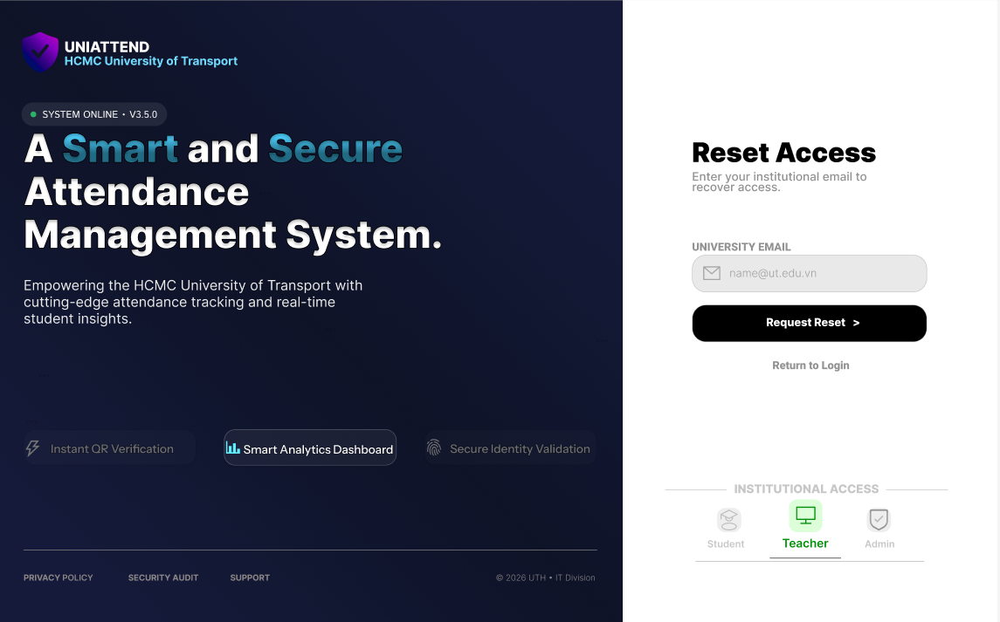 UNIATTEND
HCMC University of Transport
SYSTEM ONLINE • V3.5.0
A Smart and Secure
Attendance
Management System.
Empowering the HCMC University of Transport with
cutting-edge attendance tracking and real-time
student insights.
Instant QR Verification
Smart Analytics Dashboard
Secure Identity Validation
PRIVACY POLICY
SECURITY AUDIT
SUPPORT
© 2026 UTH • IT Division
Reset Access
Enter your institutional email to
recover access.
UNIVERSITY EMAIL
name@ut.edu.vn
Request Reset >
Return to Login
INSTITUTIONAL ACCESS
Student
Teacher
Admin